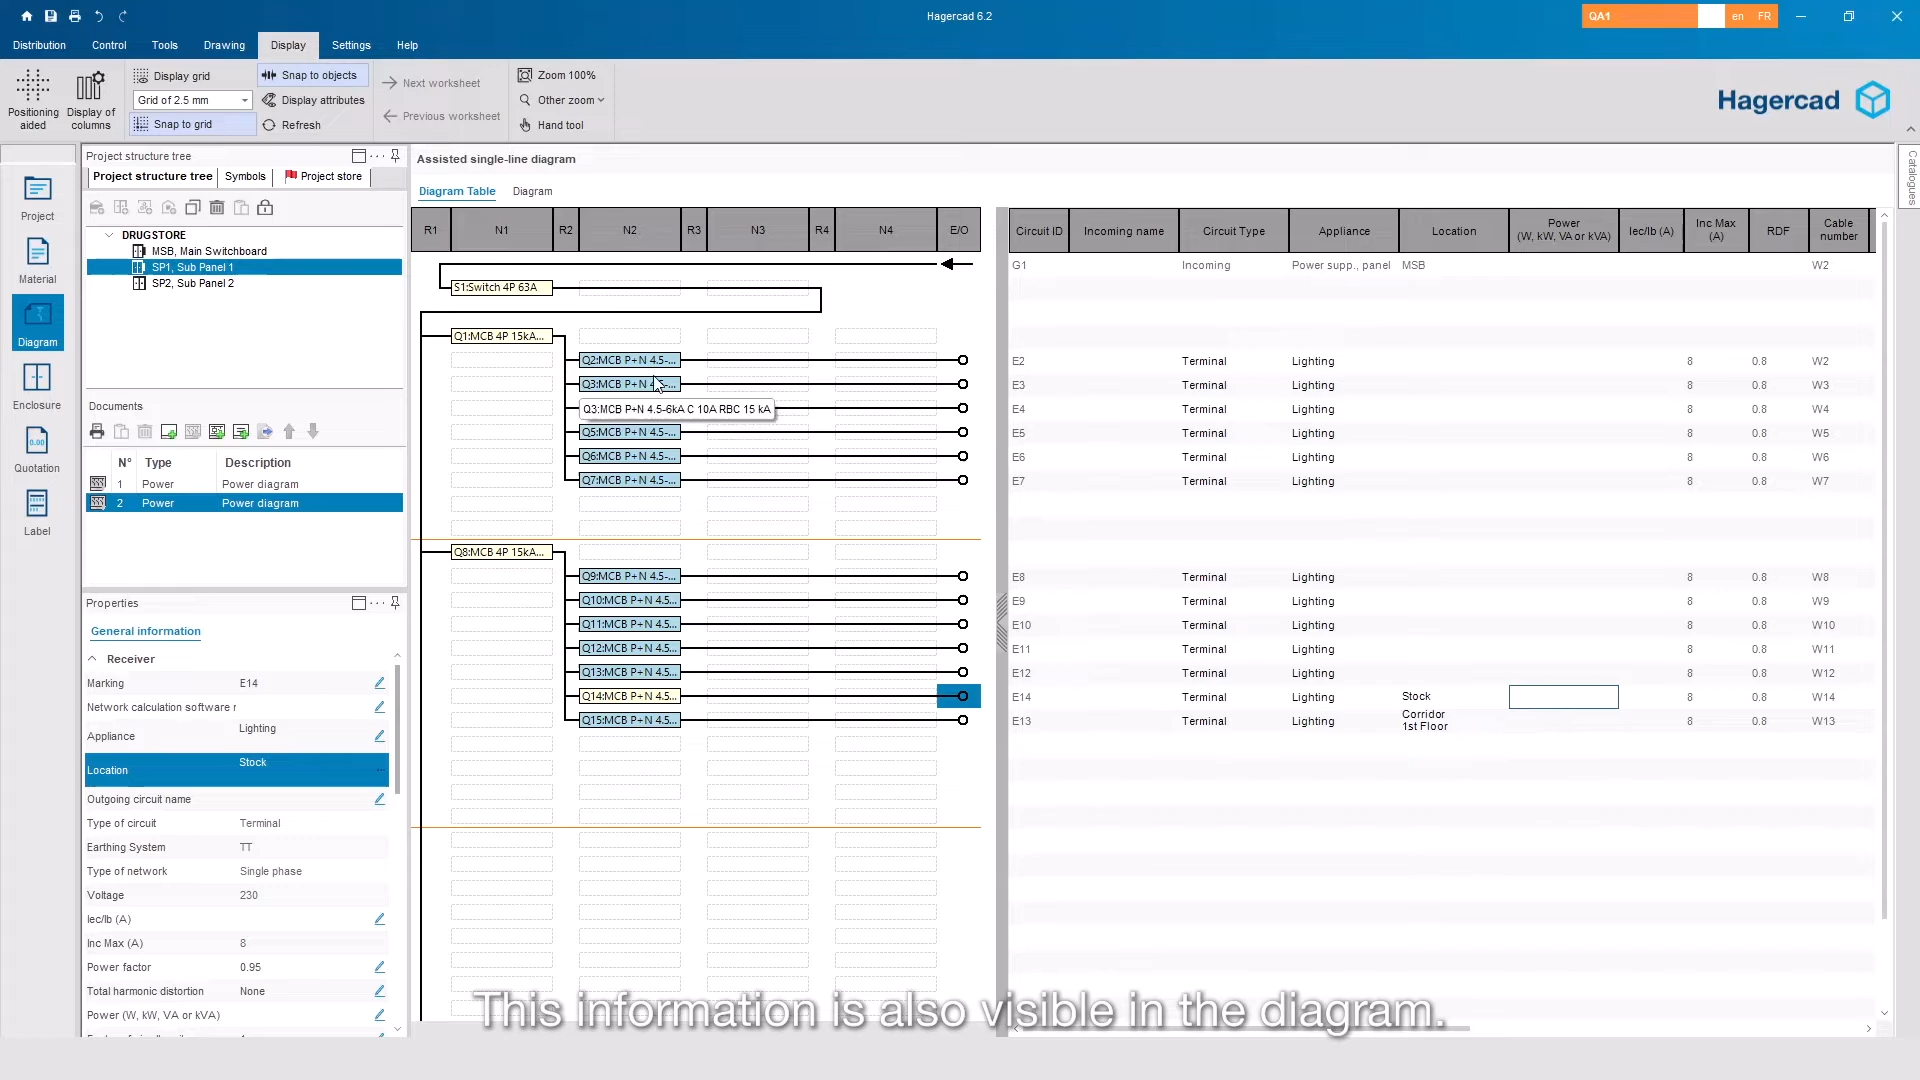 Hagercad 6.2
QA1
en FR
Distribution Control Tools Drawing Display Settings Help
Positioning aided
Display of columns
Display grid
Grid of 2.5 mm
Snap to grid
Snap to objects
Display attributes
Refresh
Next worksheet
Previous worksheet
Zoom 100%
Other zoom
Hand tool
Hagercad
Catalogues
Project
Material
Diagram
Enclosure
Quotation
Label
Project structure tree
Project structure tree Symbols Project store
DRUGSTORE
MSB, Main Switchboard
SP1, Sub Panel 1
SP2, Sub Panel 2
Documents
N° Type Description
1 Power Power diagram
2 Power Power diagram
Properties
General information
Receiver
Marking E14
Network calculation software r
Appliance Lighting
Location Stock
Outgoing circuit name
Type of circuit Terminal
Earthing System TT
Type of network Single phase
Voltage 230
Iec/Ib (A)
Inc Max (A) 8
Power factor 0.95
Total harmonic distortion None
Power (W, kW, VA or kVA)
Assisted single-line diagram
Diagram Table Diagram
R1 N1 R2 N2 R3 N3 R4 N4 E/O
S1:Switch 4P 63A
Q1:MCB 4P 15kA...
Q2:MCB P+N 4.5-...
Q3:MCB P+N 4.5-...
Q3:MCB P+N 4.5-6kA C 10A RBC 15 kA
Q5:MCB P+N 4.5-...
Q6:MCB P+N 4.5-...
Q7:MCB P+N 4.5-...
Q8:MCB 4P 15kA...
Q9:MCB P+N 4.5-...
Q10:MCB P+N 4.5...
Q11:MCB P+N 4.5...
Q12:MCB P+N 4.5...
Q13:MCB P+N 4.5...
Q14:MCB P+N 4.5...
Q15:MCB P+N 4.5...
Circuit ID Incoming name Circuit Type Appliance Location Power (W, kW, VA or kVA) Iec/Ib (A) Inc Max (A) RDF Cable number
G1 Incoming Power supp., panel MSB W2
E2 Terminal Lighting 8 0.8 W2
E3 Terminal Lighting 8 0.8 W3
E4 Terminal Lighting 8 0.8 W4
E5 Terminal Lighting 8 0.8 W5
E6 Terminal Lighting 8 0.8 W6
E7 Terminal Lighting 8 0.8 W7
E8 Terminal Lighting 8 0.8 W8
E9 Terminal Lighting 8 0.8 W9
E10 Terminal Lighting 8 0.8 W10
E11 Terminal Lighting 8 0.8 W11
E12 Terminal Lighting 8 0.8 W12
E14 Terminal Lighting Stock 8 0.8 W14
E13 Terminal Lighting Corridor 1st Floor 8 0.8 W13
This information is also visible in the diagram.